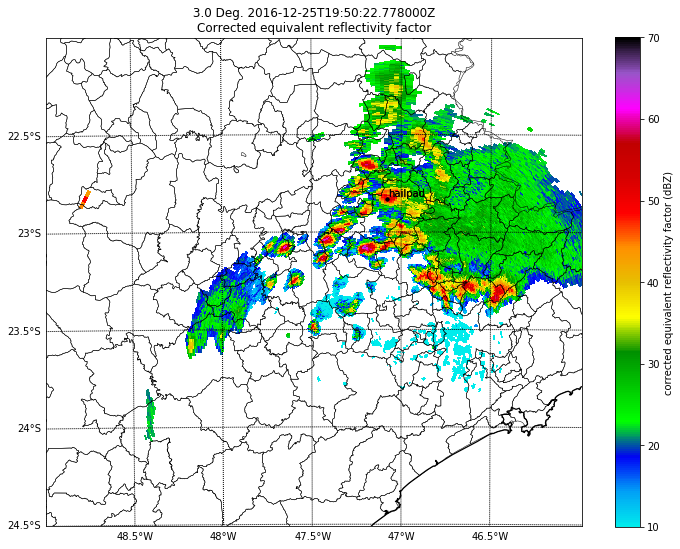 3.0 Deg. 2016-12-25T19:50:22.778000Z
Corrected equivalent reflectivity factor
22.5°S
23°S
23.5°S
24°S
24.5°S
48.5°W
48°W
47.5°W
47°W
46.5°W
hailpad
70
60
50
40
30
20
10
corrected equivalent reflectivity factor (dBZ)